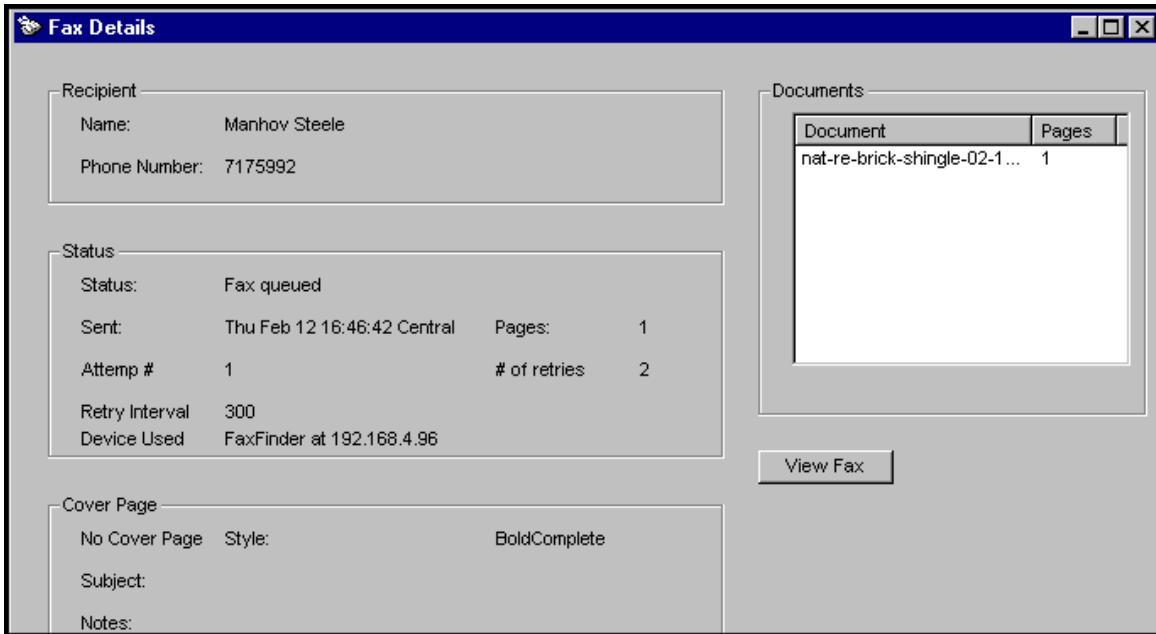 Fax Details
Recipient
Name: Manhov Steele
Phone Number: 7175992
Status
Status: Fax queued
Sent: Thu Feb 12 16:46:42 Central Pages: 1
Attemp # 1 # of retries 2
Retry Interval 300
Device Used FaxFinder at 192.168.4.96
Cover Page
No Cover Page Style: BoldComplete
Subject:
Notes:
Documents
Document Pages
nat-re-brick-shingle-02-1... 1
View Fax